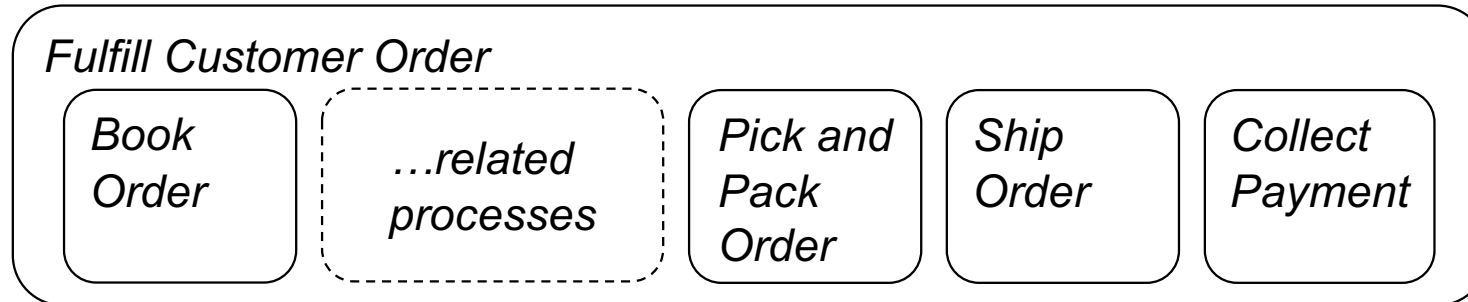 Fulfill Customer Order
Book
Order
…related
processes
Pick and
Pack
Order
Ship
Order
Collect
Payment